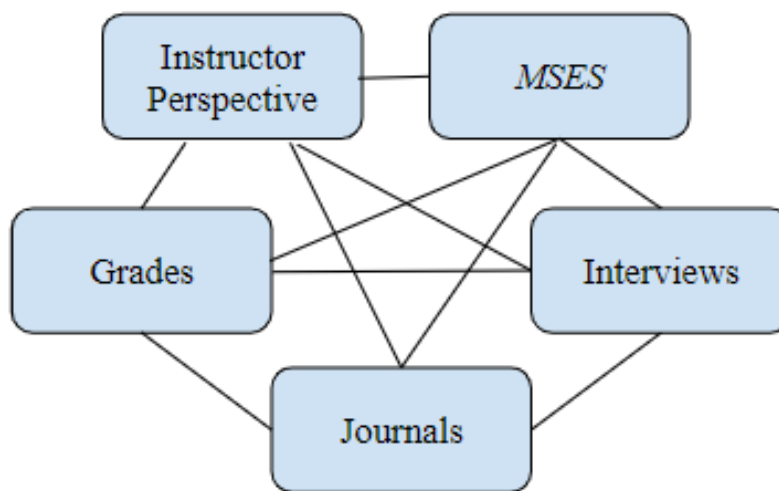 Instructor
Perspective
MSES
Grades
Interviews
Journals